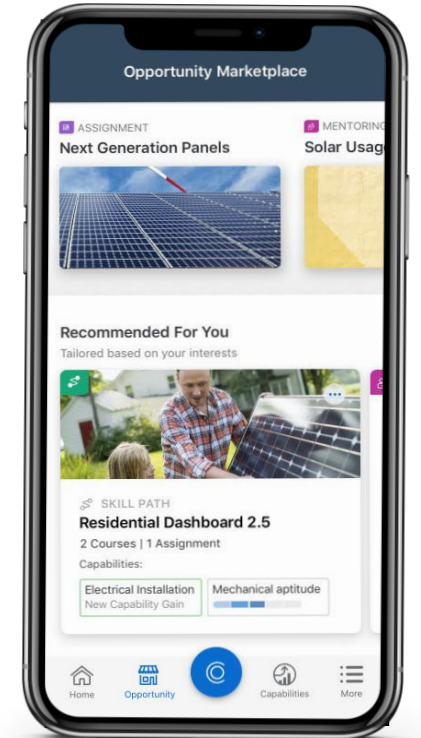 Opportunity Marketplace
ASSIGNMENT
Next Generation Panels
MENTORING
Solar Usag
Recommended For You
Tailored based on your interests
SKILL PATH
Residential Dashboard 2.5
2 Courses | 1 Assignment
Capabilities:
Electrical Installation
New Capability Gain
Mechanical aptitude
Home
Opportunity
Capabilities
More